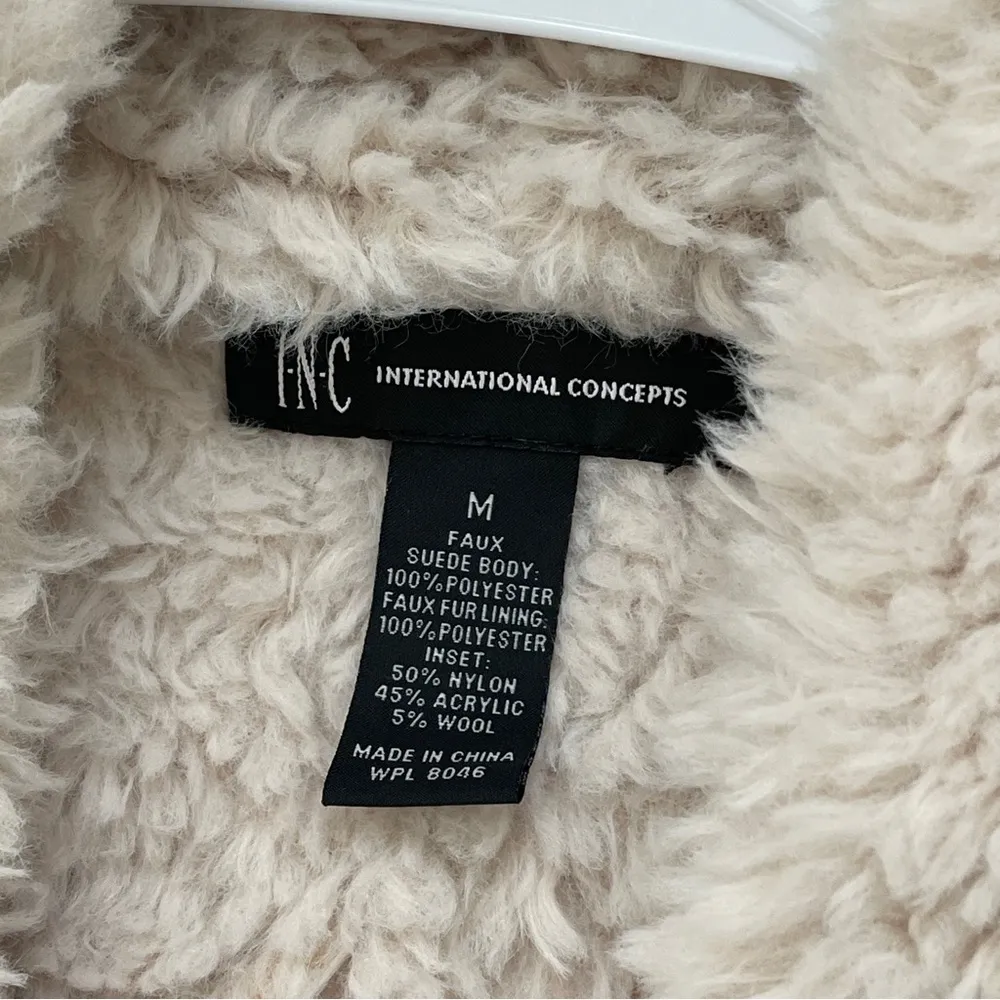 I·N·C INTERNATIONAL CONCEPTS
M
FAUX
SUEDE BODY:
100% POLYESTER
FAUX FUR LINING:
100% POLYESTER
INSET:
50% NYLON
45% ACRYLIC
5% WOOL
MADE IN CHINA
WPL 8046